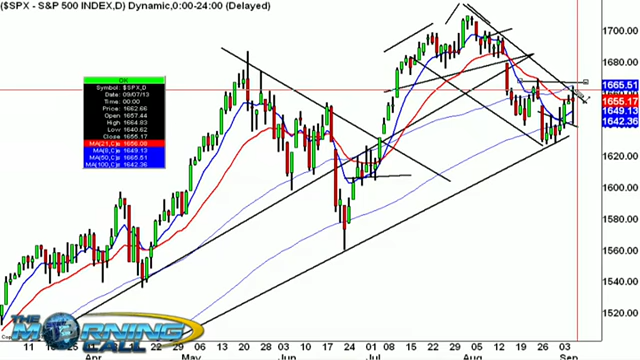 ($SPX - S&P 500 INDEX,D) Dynamic,0:00-24:00 (Delayed)
1700.00
1680.00
1665.51
1655.17
1649.13
1642.36
1620.00
1600.00
1580.00
1560.00
1540.00
1520.00
OK
Symbol: $SPX,D
Date: 09/07/13
Time: 00:00
Price: 1662.66
Open: 1657.44
High: 1664.83
Low: 1640.62
Close: 1655.17
MA(21,C)s 1656.08
MA(8,C)s 1649.13
MA(50,C)s 1665.51
MA(100,C)s 1642.36
THE MORNING CALL
11 18 25 01 15 22 29 06 13 20 28 10 17 24 01 08 15 22 29 05 12 19 26 03
Apr May Jun Jul Aug Sep